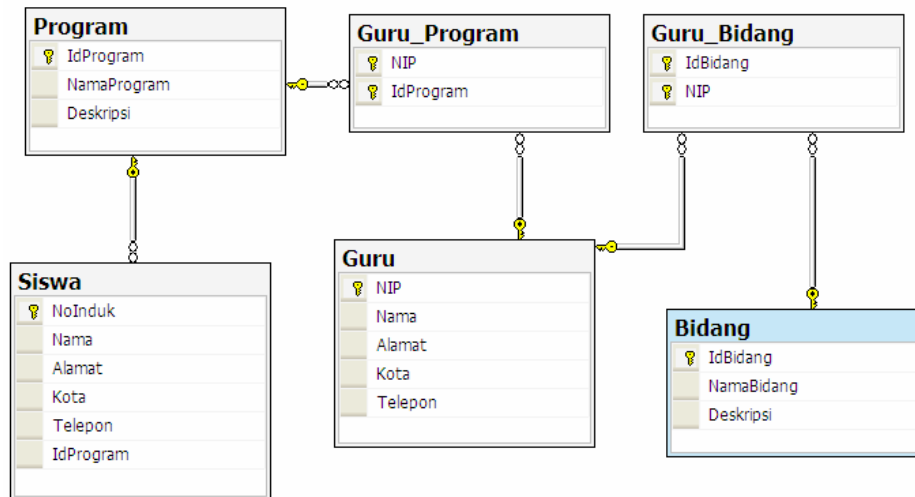 Program
IdProgram
NamaProgram
Deskripsi
Guru_Program
NIP
IdProgram
Guru_Bidang
IdBidang
NIP
Siswa
NoInduk
Nama
Alamat
Kota
Telepon
IdProgram
Guru
NIP
Nama
Alamat
Kota
Telepon
Bidang
IdBidang
NamaBidang
Deskripsi